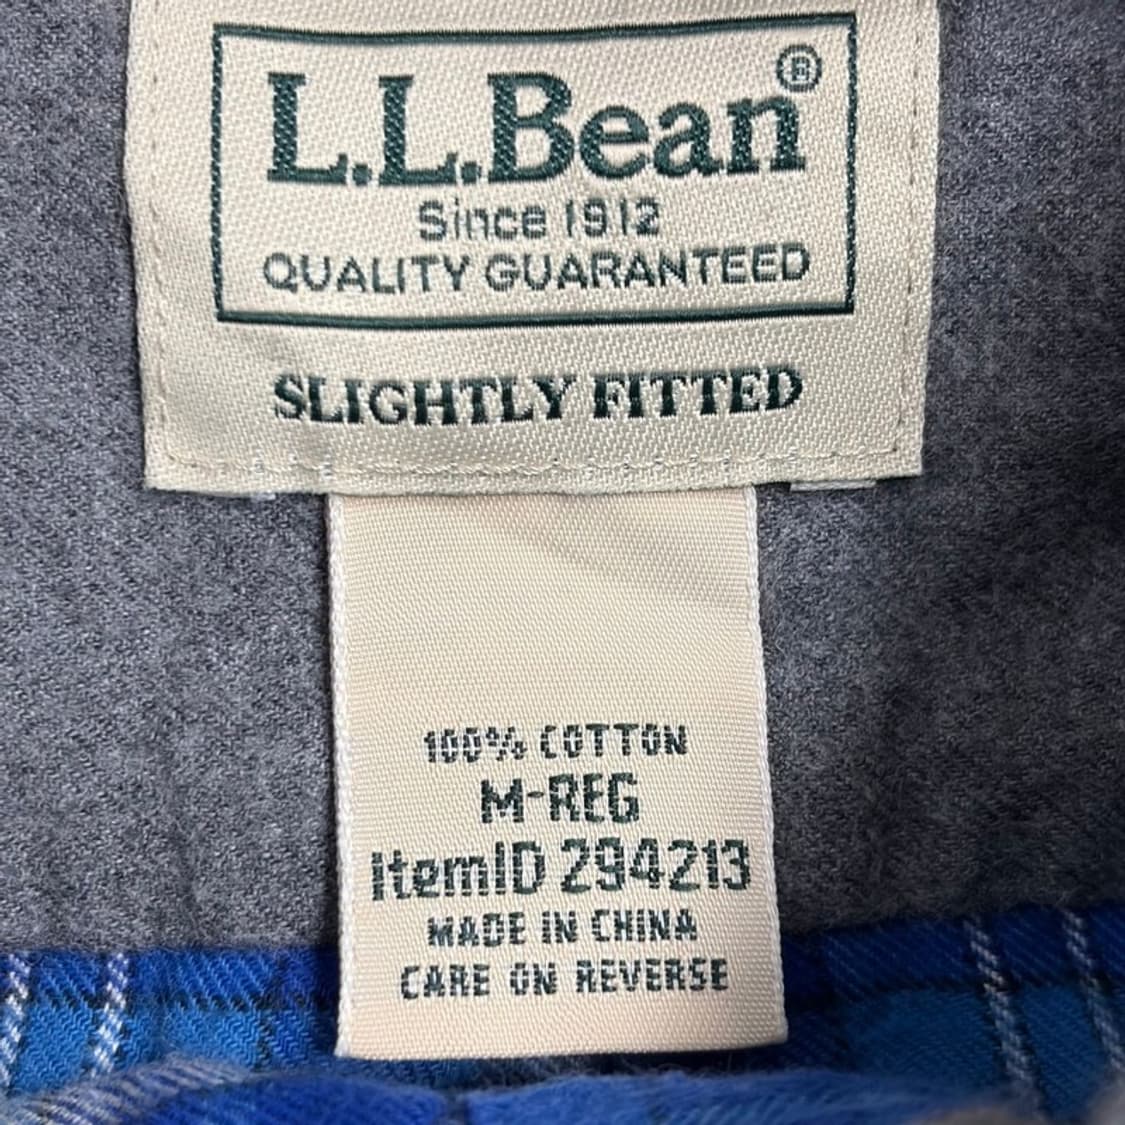 L.L.Bean®
Since 1912
QUALITY GUARANTEED
SLIGHTLY FITTED
100% COTTON
M-REG
itemID 294213
MADE IN CHINA
CARE ON REVERSE